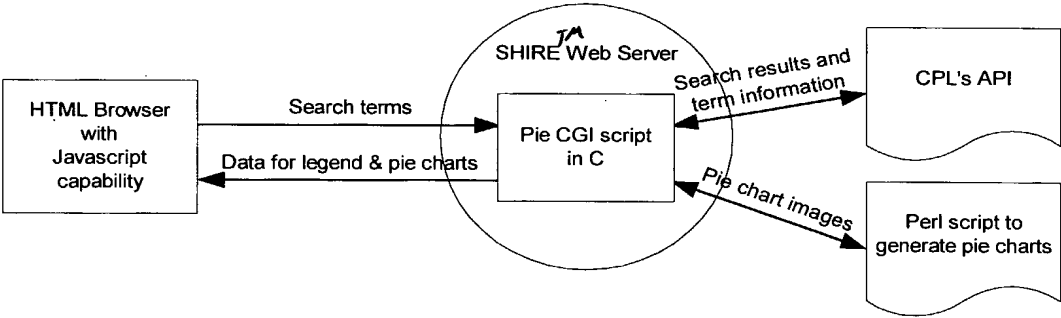 JM
SHIRE Web Server
HTML Browser
with
Javascript
capability
Search terms
Data for legend & pie charts
Pie CGI script
in C
Search results and
term information
CPL's API
Pie chart images
Perl script to
generate pie charts